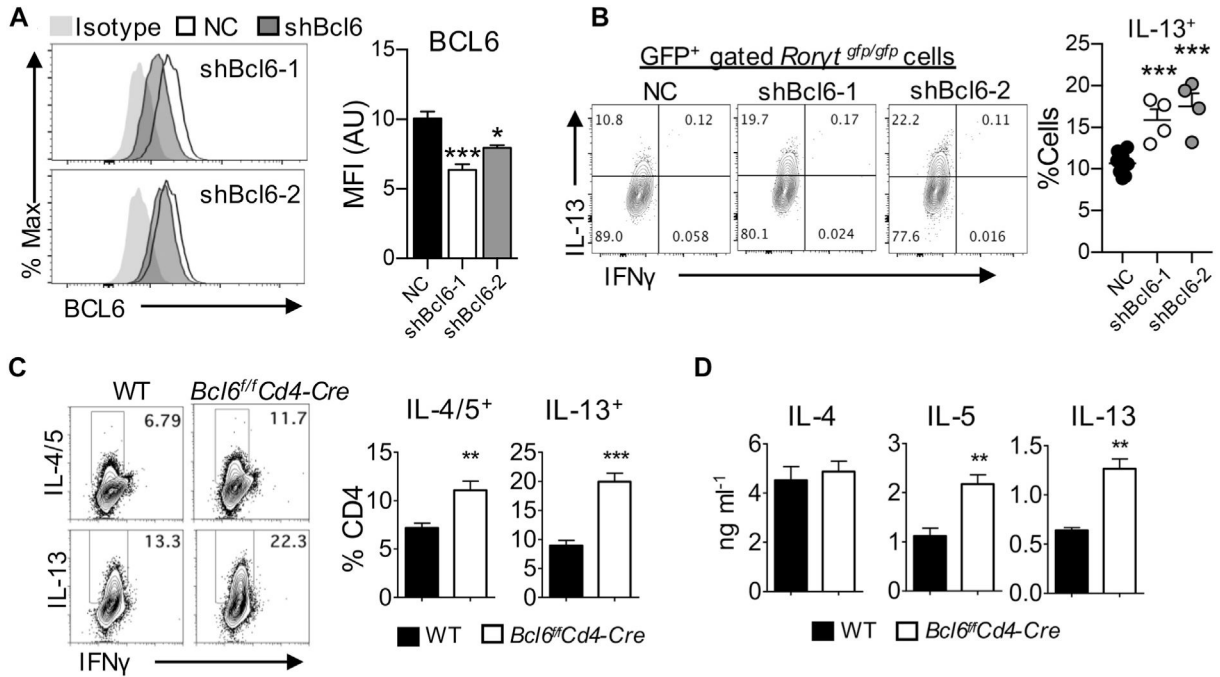 A
Isotype NC shBcl6
shBcl6-1
shBcl6-2
% Max
BCL6
BCL6
15
10
5
0
MFI (AU)
***
*
NC
shBcl6-1
shBcl6-2
B
GFP+ gated Rorγt gfp/gfp cells
NC shBcl6-1 shBcl6-2
10.8 0.12
89.0 0.058
19.7 0.17
80.1 0.024
22.2 0.11
77.6 0.016
IL-13
IFNγ
IL-13+
25
20
15
10
5
0
%Cells
***
***
NC
shBcl6-1
shBcl6-2
C
WT Bcl6f/fCd4-Cre
IL-4/5
6.79
11.7
IL-13
13.3
22.3
IFNγ
IL-4/5+
15
10
5
0
% CD4
**
IL-13+
25
20
15
10
5
0
***
WT Bcl6f/fCd4-Cre
D
IL-4
6
4
2
0
ng ml-1
IL-5
3
2
1
0
**
IL-13
1.5
1.0
0.5
0.0
**
WT Bcl6f/fCd4-Cre